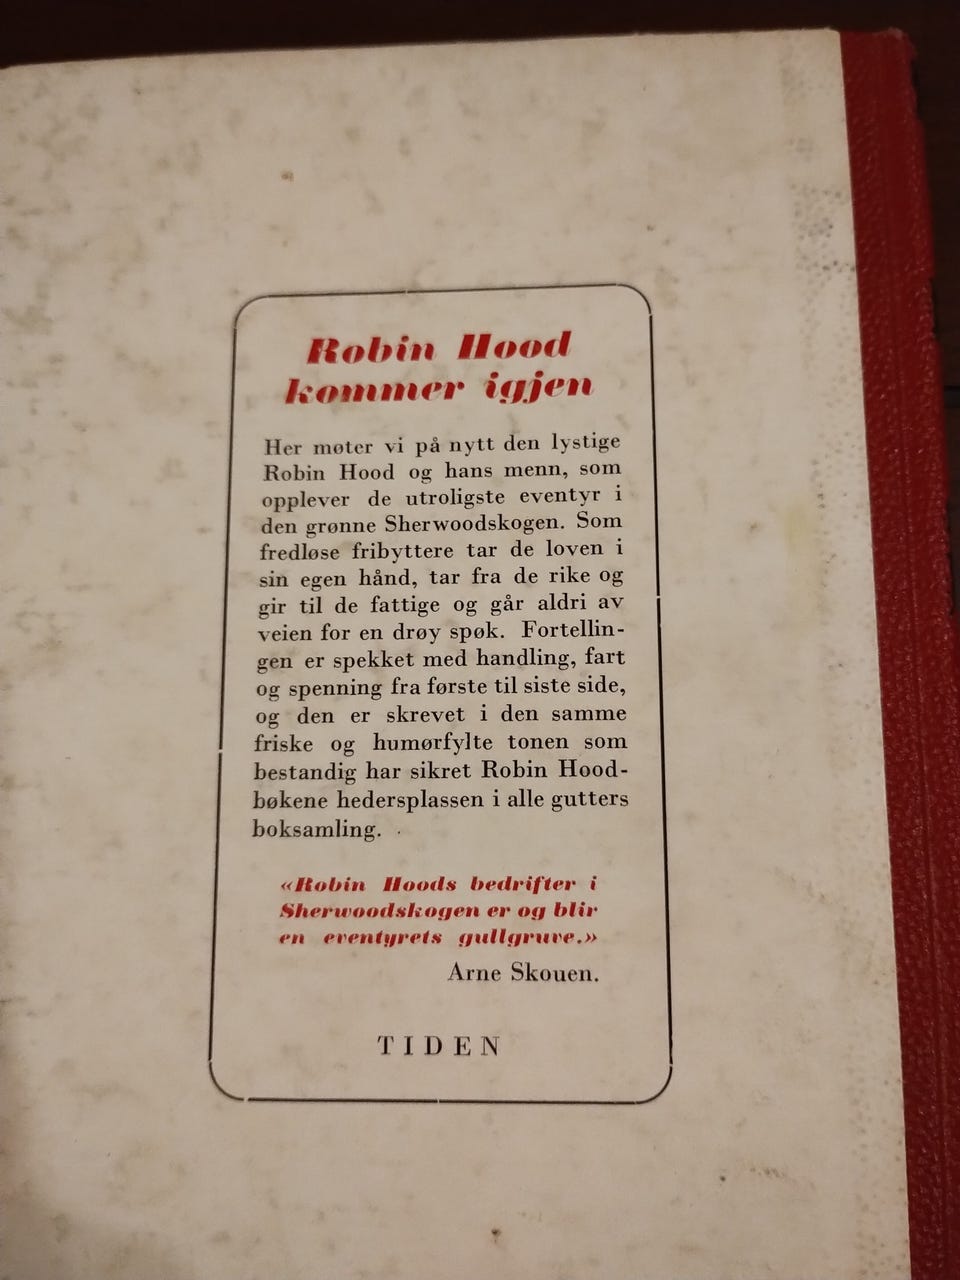 Robin Hood
kommer igjen
Her møter vi på nytt den lystige
Robin Hood og hans menn, som
opplever de utroligste eventyr i
den grønne Sherwoodskogen. Som
fredløse fribyttere tar de loven i
sin egen hånd, tar fra de rike og
gir til de fattige og går aldri av
veien for en drøy spøk. Fortellin-
gen er spekket med handling, fart
og spenning fra første til siste side,
og den er skrevet i den samme
friske og humørfylte tonen som
bestandig har sikret Robin Hood-
bøkene hedersplassen i alle gutters
boksamling.
«Robin Hoods bedrifter i
Sherwoodskogen er og blir
en eventyrets gullgruve.»
Arne Skouen.
TIDEN